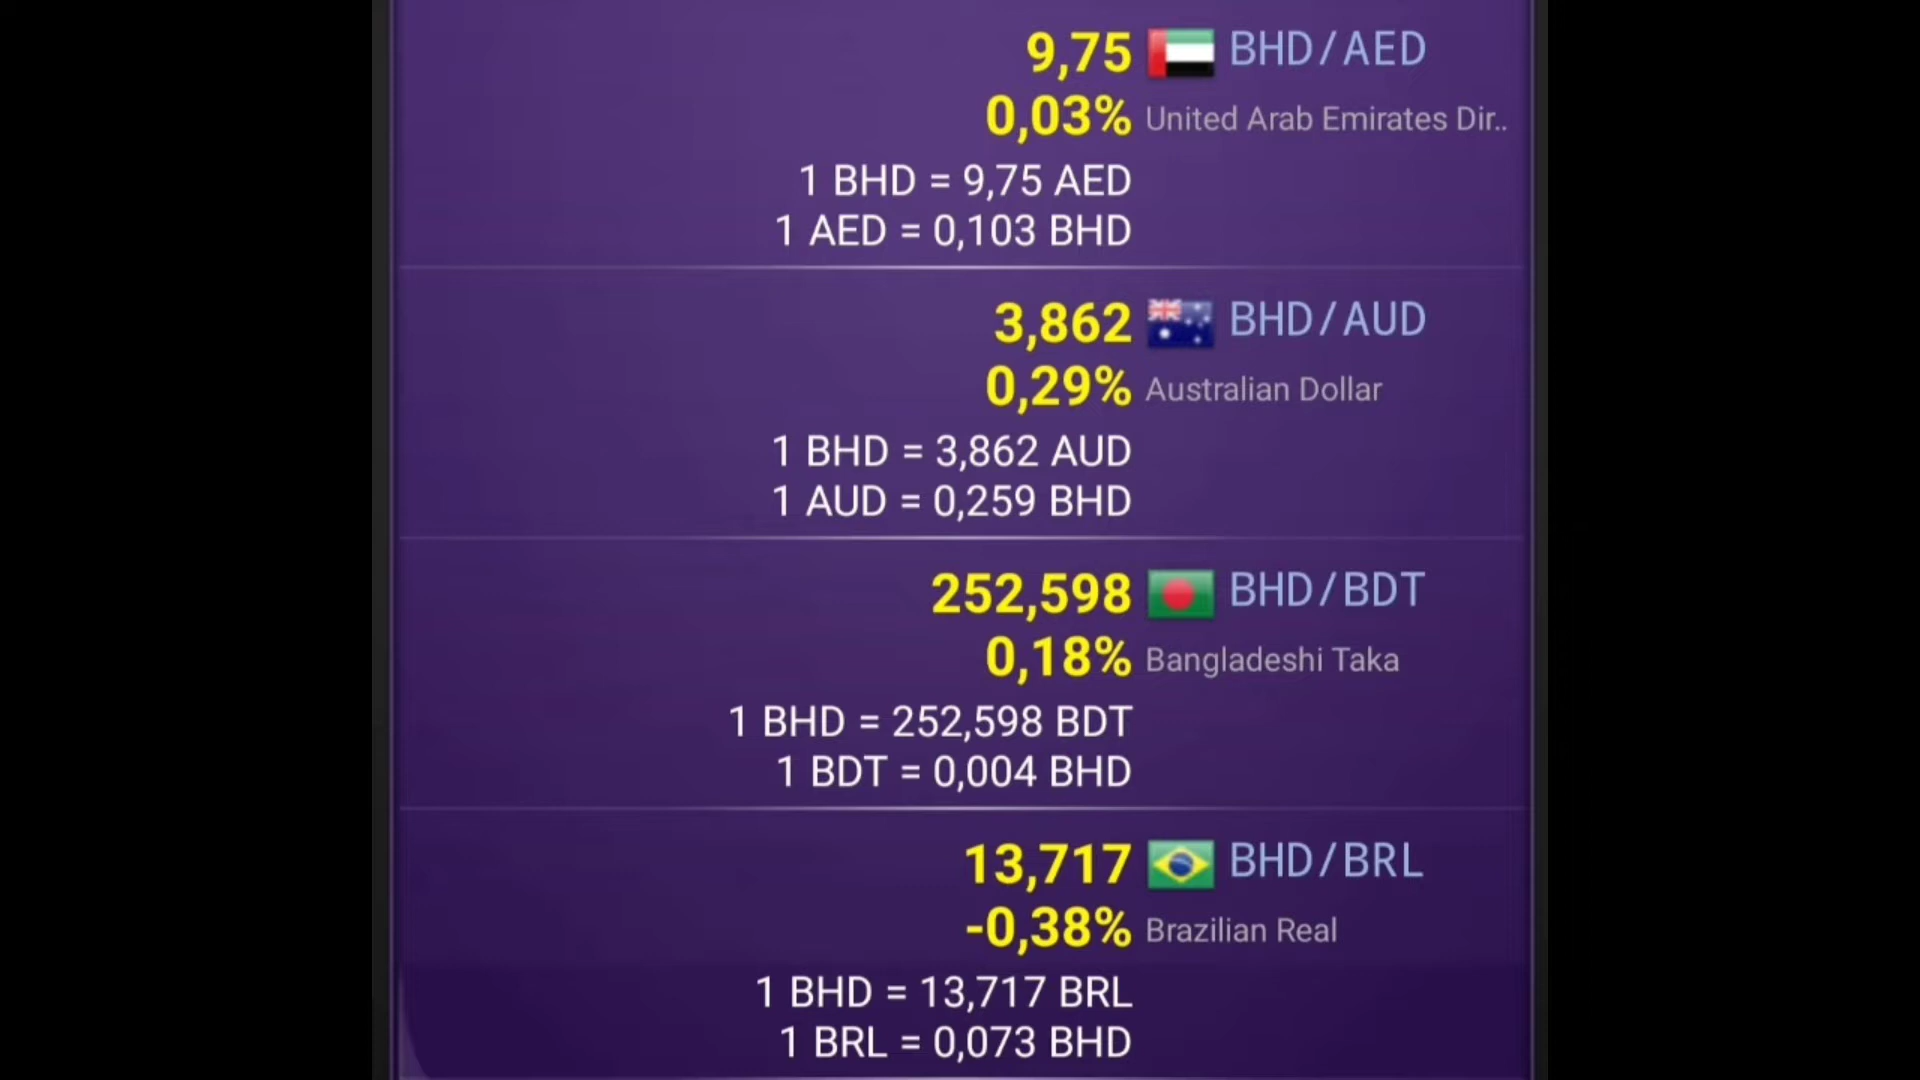 9,75 BHD/AED
0,03% United Arab Emirates Dir..
1 BHD = 9,75 AED
1 AED = 0,103 BHD
3,862 BHD/AUD
0,29% Australian Dollar
1 BHD = 3,862 AUD
1 AUD = 0,259 BHD
252,598 BHD/BDT
0,18% Bangladeshi Taka
1 BHD = 252,598 BDT
1 BDT = 0,004 BHD
13,717 BHD/BRL
-0,38% Brazilian Real
1 BHD = 13,717 BRL
1 BRL = 0,073 BHD